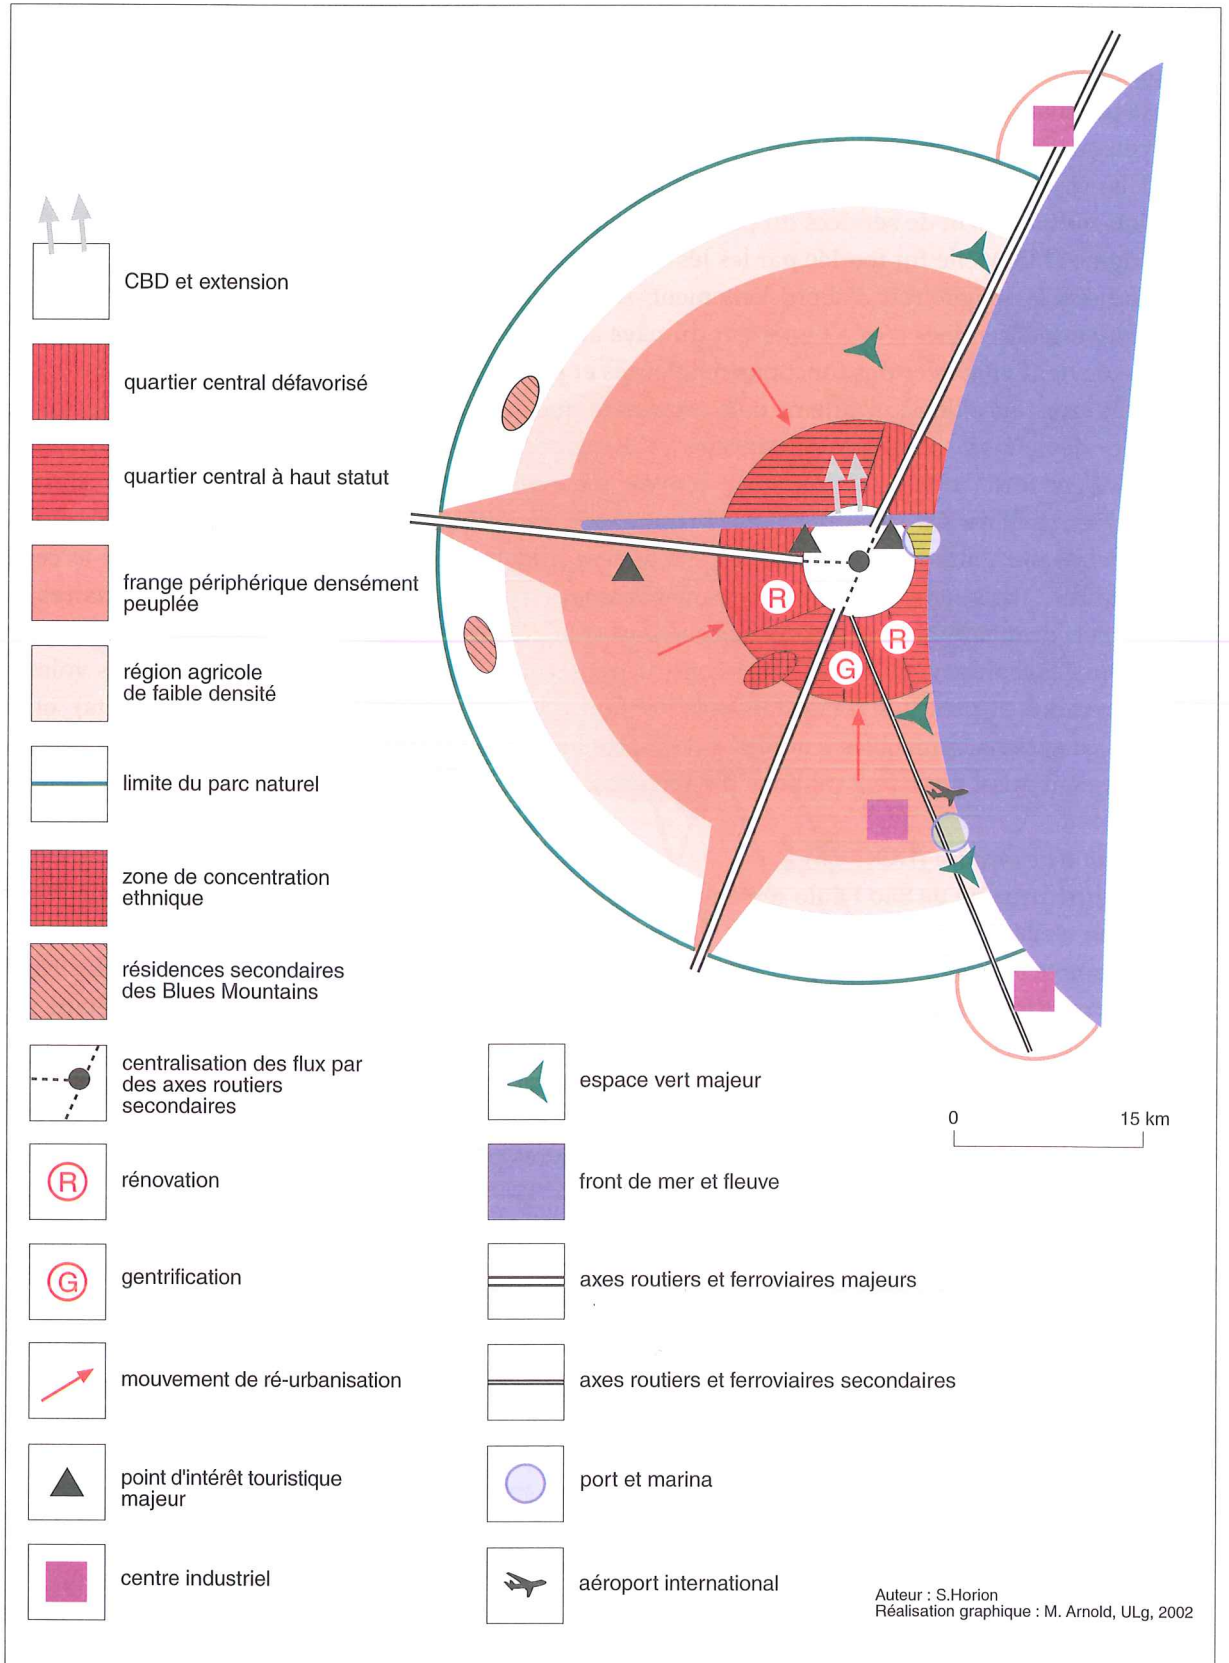 CBD et extension
quartier central défavorisé
quartier central à haut statut
frange périphérique densément
peuplée
région agricole
de faible densité
limite du parc naturel
zone de concentration
ethnique
résidences secondaires
des Blues Mountains
centralisation des flux par
des axes routiers
secondaires
R
rénovation
G
gentrification
mouvement de ré-urbanisation
point d'intérêt touristique
majeur
centre industriel
espace vert majeur
front de mer et fleuve
axes routiers et ferroviaires majeurs
axes routiers et ferroviaires secondaires
port et marina
aéroport international
R
R
G
0 15 km
Auteur : S.Horion
Réalisation graphique : M. Arnold, ULg, 2002